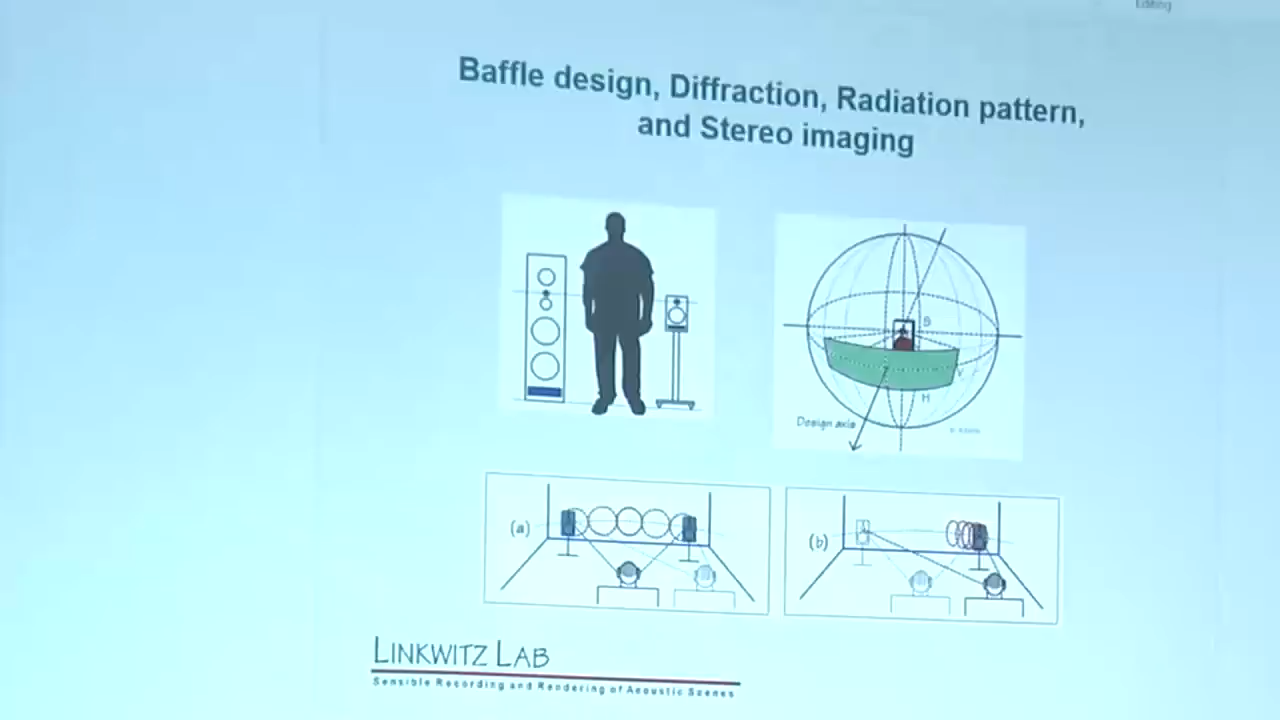 Editing
Baffle design, Diffraction, Radiation pattern,
and Stereo imaging
B
V
H
Design axis
(a)
(b)
LINKWITZ LAB
Sensible Recording and Rendering of Acoustic Scenes